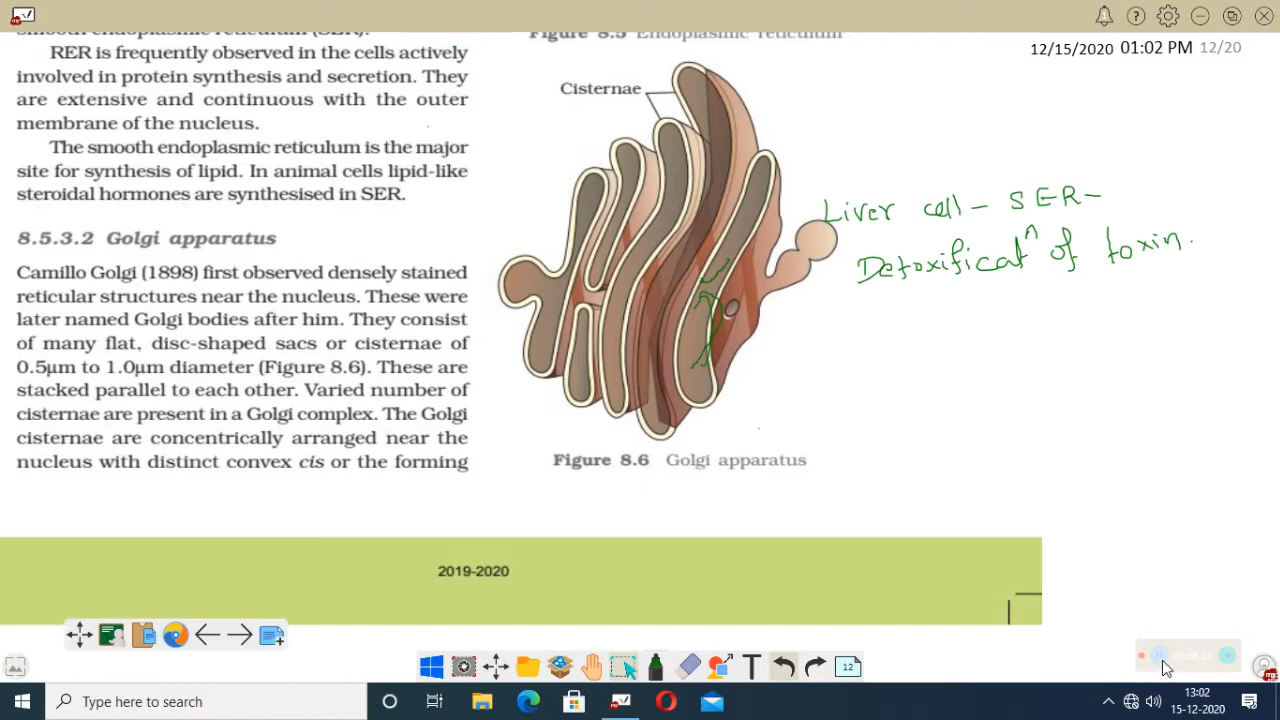 12/15/2020 01:02 PM 12/20
smooth endoplasmic reticulum (SER).
RER is frequently observed in the cells actively
involved in protein synthesis and secretion. They
are extensive and continuous with the outer
membrane of the nucleus.
The smooth endoplasmic reticulum is the major
site for synthesis of lipid. In animal cells lipid-like
steroidal hormones are synthesised in SER.
8.5.3.2 Golgi apparatus
Camillo Golgi (1898) first observed densely stained
reticular structures near the nucleus. These were
later named Golgi bodies after him. They consist
of many flat, disc-shaped sacs or cisternae of
0.5µm to 1.0µm diameter (Figure 8.6). These are
stacked parallel to each other. Varied number of
cisternae are present in a Golgi complex. The Golgi
cisternae are concentrically arranged near the
nucleus with distinct convex cis or the forming
Figure 8.5 Endoplasmic reticulum
Cisternae
Liver cell – SER –
Detoxificatⁿ of toxin.
Figure 8.6 Golgi apparatus
2019-2020
T
12
Type here to search
13:02
15-12-2020